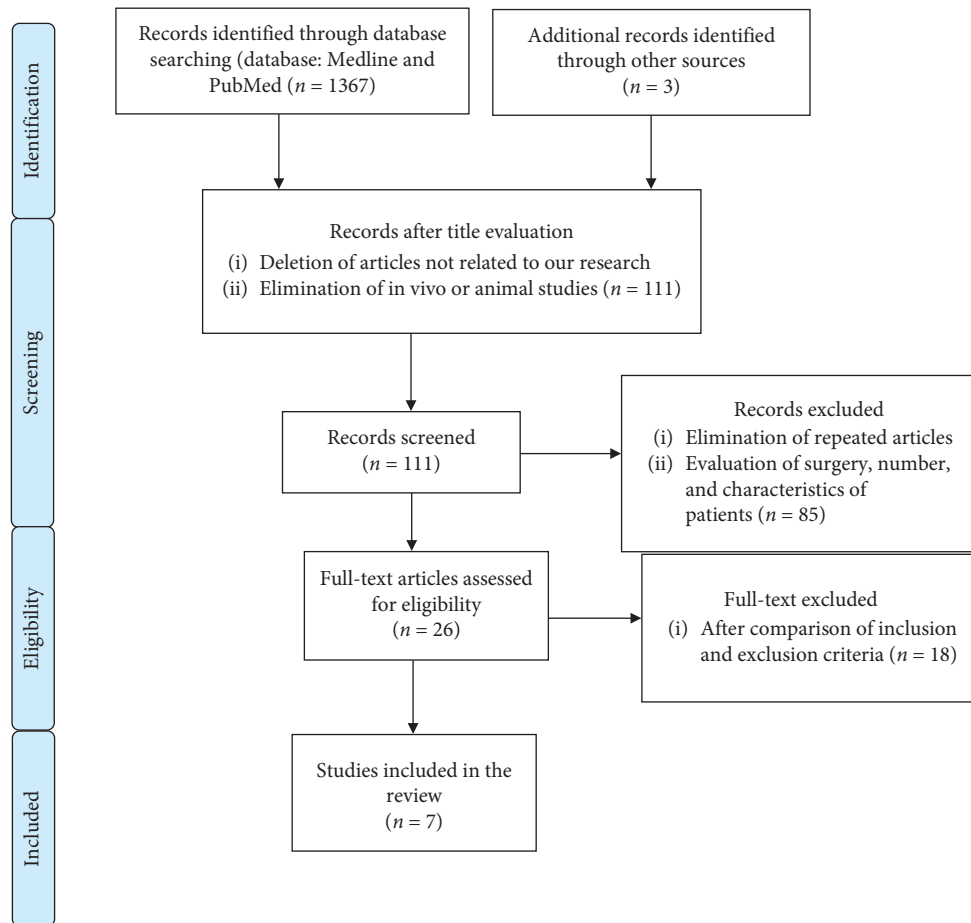 Identification
Records identified through database
searching (database: Medline and
PubMed (n = 1367)
Additional records identified
through other sources
(n = 3)
Screening
Records after title evaluation
(i) Deletion of articles not related to our research
(ii) Elimination of in vivo or animal studies (n = 111)
Records screened
(n = 111)
Records excluded
(i) Elimination of repeated articles
(ii) Evaluation of surgery, number,
and characteristics of
patients (n = 85)
Eligibility
Full-text articles assessed
for eligibility
(n = 26)
Full-text excluded
(i) After comparison of inclusion
and exclusion criteria (n = 18)
Included
Studies included in the
review
(n = 7)